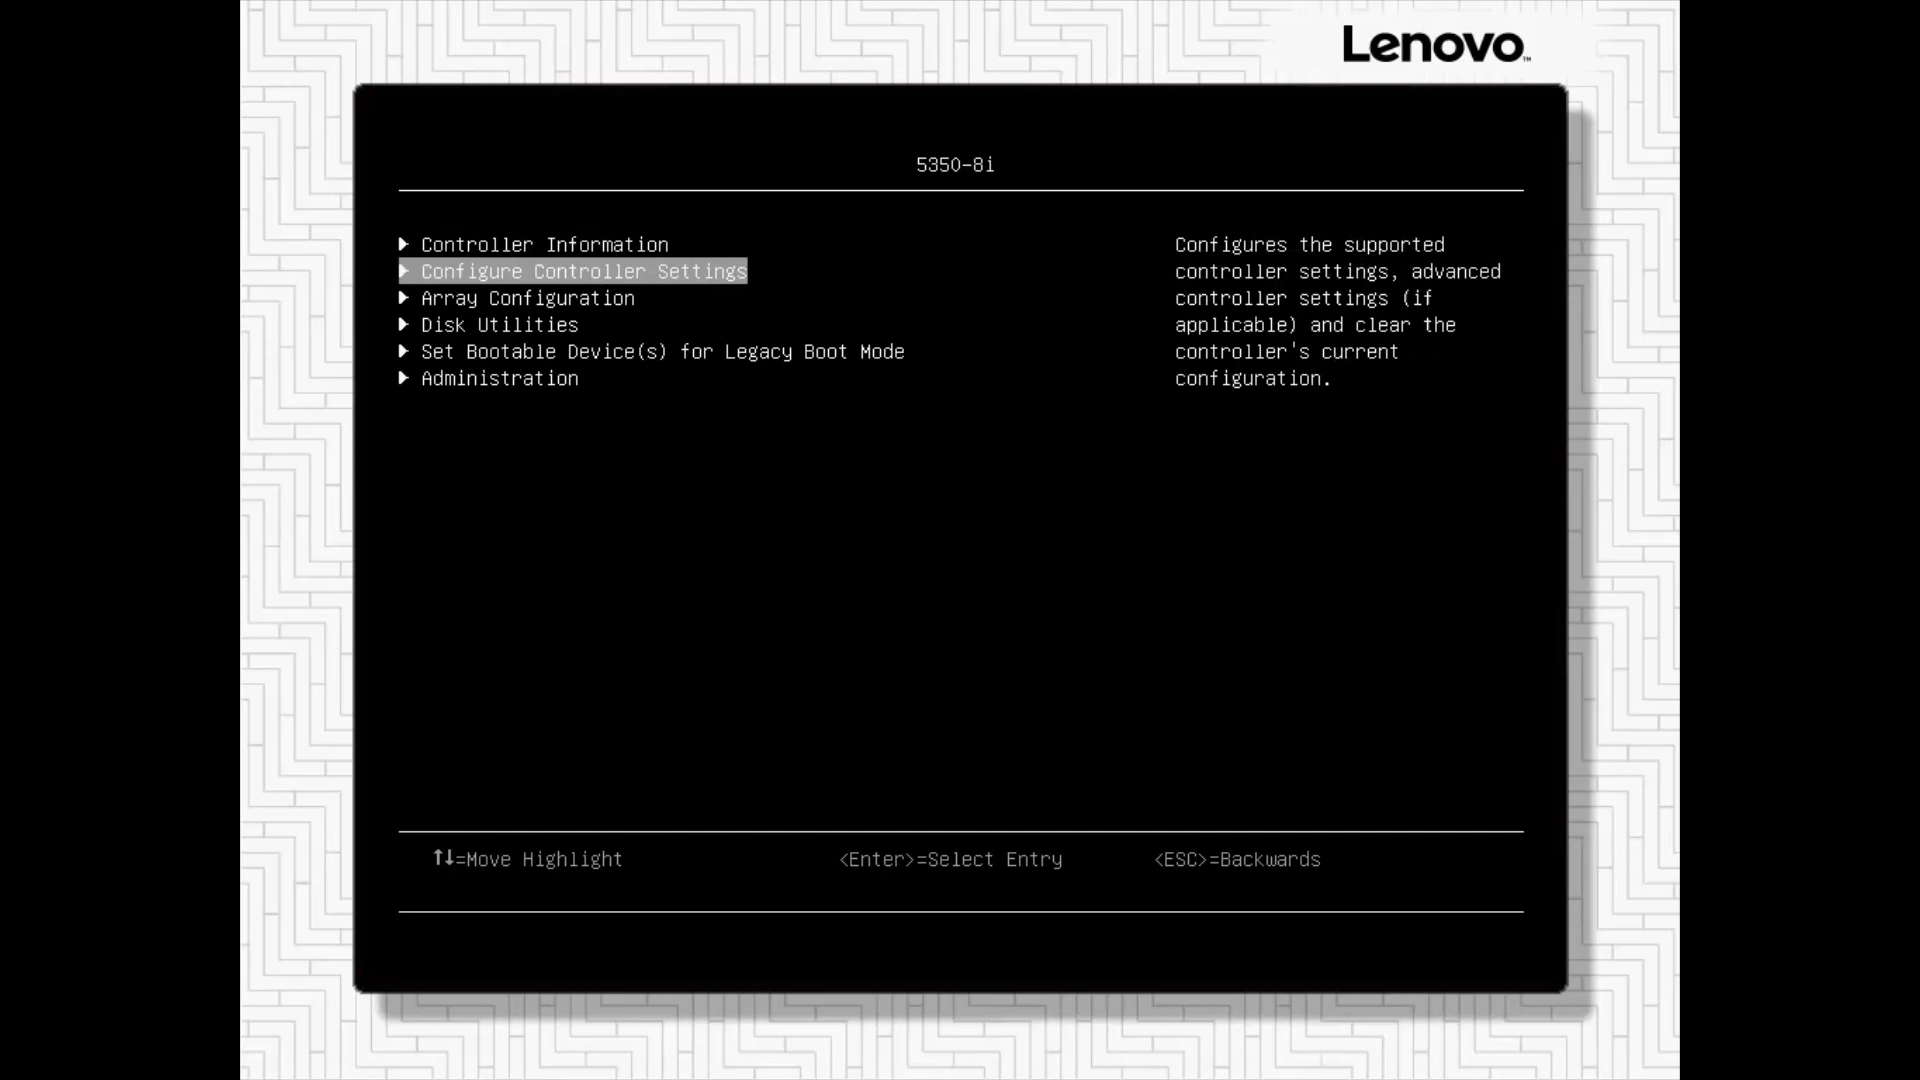 Lenovo™
5350-8i
Controller Information
Configure Controller Settings
Array Configuration
Disk Utilities
Set Bootable Device(s) for Legacy Boot Mode
Administration
Configures the supported
controller settings, advanced
controller settings (if
applicable) and clear the
controller's current
configuration.
↑↓=Move Highlight
<Enter>=Select Entry
<ESC>=Backwards